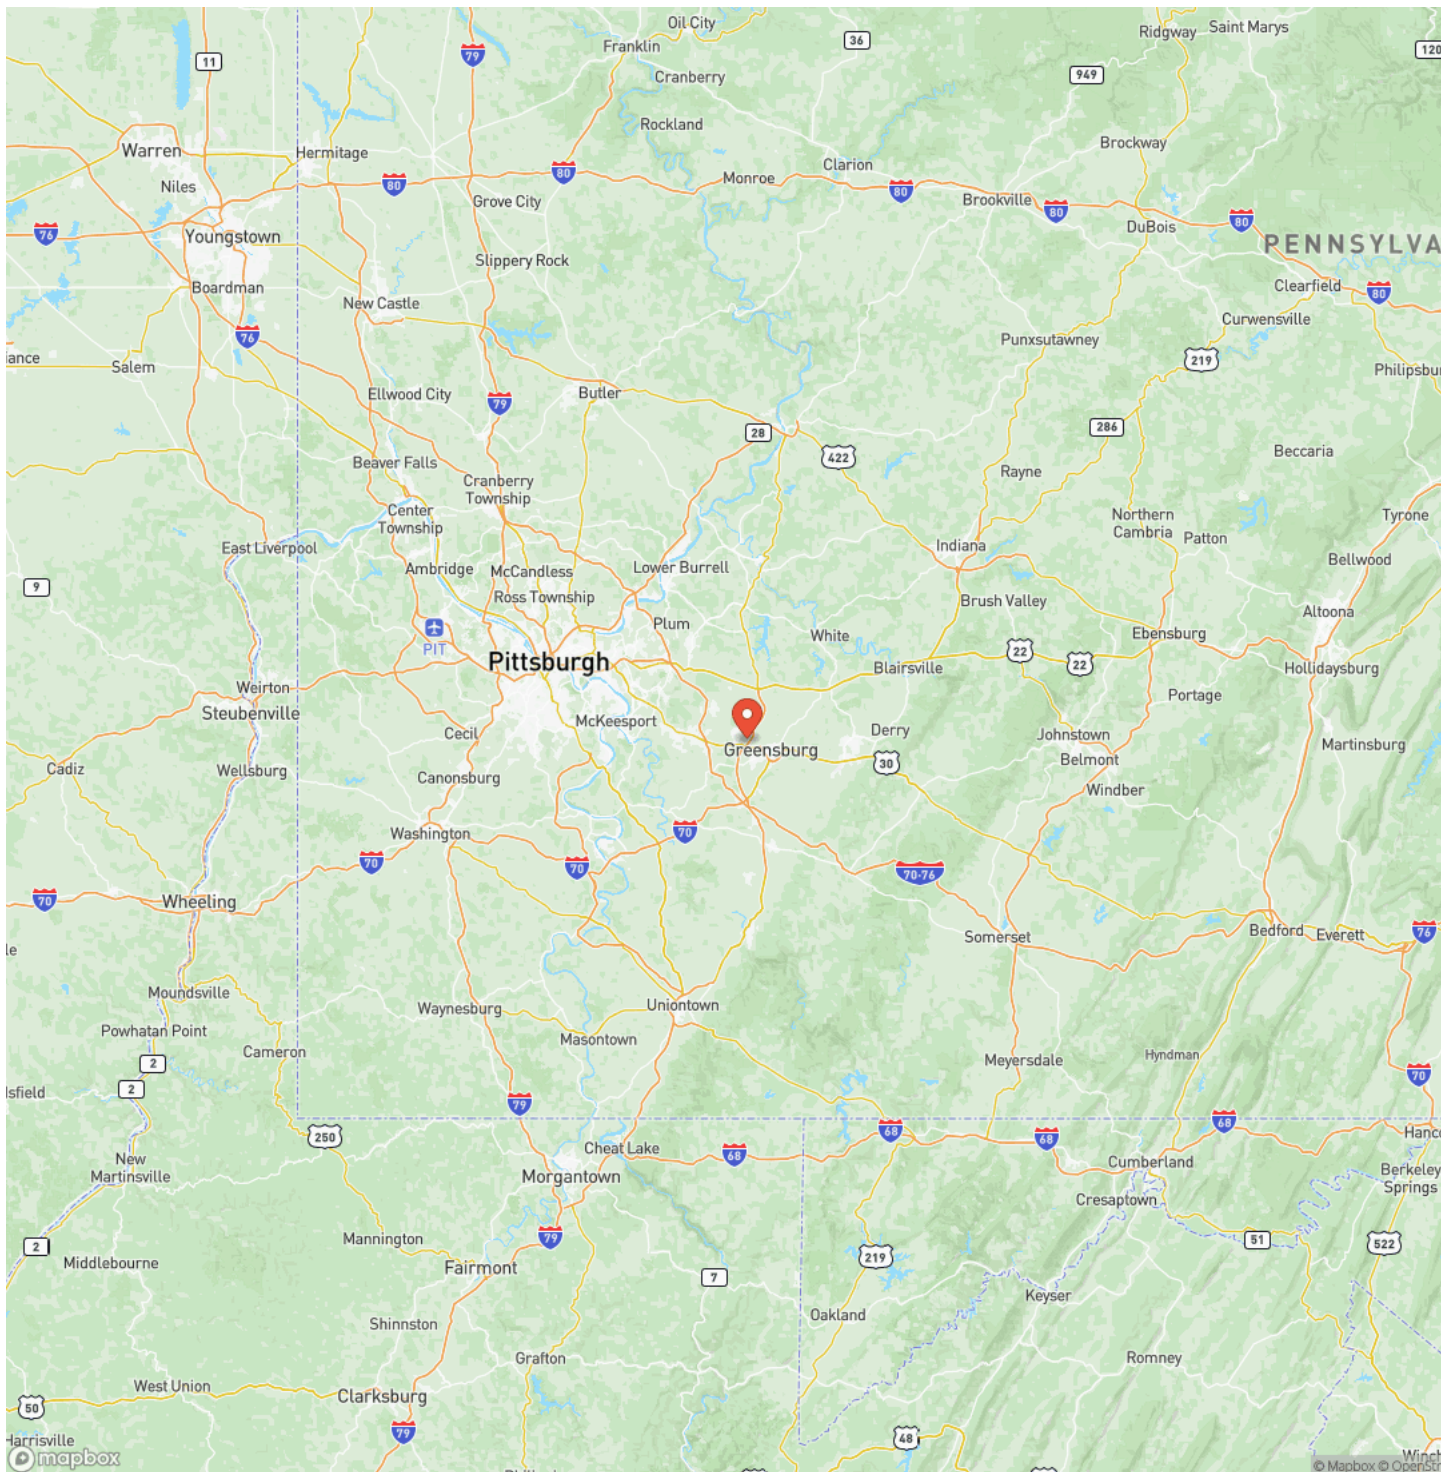 Oil City
Saint Marys
Ridgway
36
Franklin
120
79
11
Cranberry
949
Rockland
Brockway
Warren
Hermitage
Clarion
80
80
Monroe
80
Niles
Grove City
Brookville
80
80
DuBois
76
Youngstown
PENNSYLVA
Slippery Rock
Boardman
Clearfield
80
New Castle
Curwensville
76
Punxsutawney
219
ance
Salem
Philipsbu
Ellwood City
Butler
79
286
28
422
Beccaria
Beaver Falls
Rayne
Cranberry
Township
Center
Township
Northern
Cambria
Tyrone
Patton
East Liverpool
Indiana
Bellwood
Ambridge
McCandless
Lower Burrell
9
Ross Township
Brush Valley
Altoona
PIT
Plum
White
Ebensburg
22
22
Pittsburgh
Blairsville
Hollidaysburg
Weirton
Portage
Steubenville
McKeesport
Cecil
Derry
Johnstown
Martinsburg
Greensburg
Belmont
30
Cadiz
Wellsburg
Canonsburg
Windber
Washington
70
70
70
70-76
70
Wheeling
Somerset
Bedford
Everett
76
le
Moundsville
Waynesburg
Uniontown
Powhatan Point
Masontown
Cameron
Meyersdale
Hyndman
2
2
70
lsfield
79
250
68
68
68
68
Hanco
Cheat Lake
New
Martinsville
Morgantown
Cumberland
Berkeley
Springs
Cresaptown
2
Mannington
79
51
522
Middlebourne
Fairmont
219
7
Keyser
Shinnston
Oakland
Grafton
Romney
West Union
Clarksburg
50
79
48
Harrisville
mapbox
Winch
© Mapbox © OpenStr